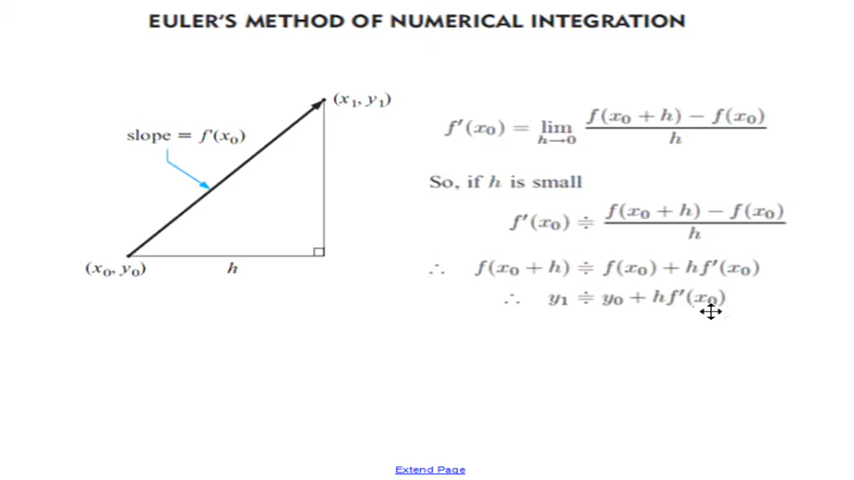 EULER'S METHOD OF NUMERICAL INTEGRATION
(x₁, y₁)
slope = f'(x₀)
(x₀, y₀)
h
f'(x₀) = lim h→0 f(x₀ + h) − f(x₀) / h
So, if h is small
f'(x₀) ≑ f(x₀ + h) − f(x₀) / h
∴ f(x₀ + h) ≑ f(x₀) + hf'(x₀)
∴ y₁ ≑ y₀ + hf'(x₀)
Extend Page